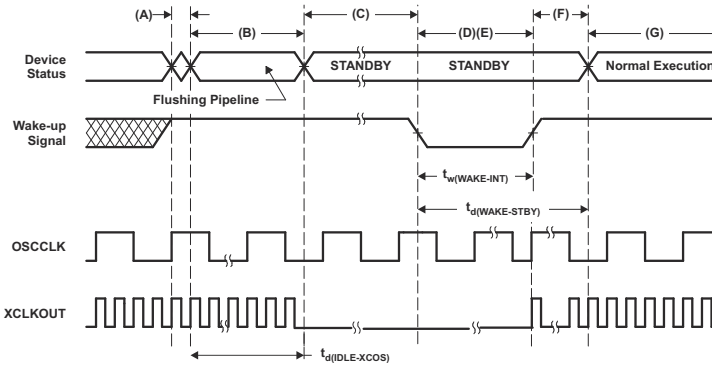 (A)
(B)
(C)
(D)(E)
(F)
(G)
Device
Status
STANDBY
STANDBY
Normal Execution
Flushing Pipeline
Wake-up
Signal
tw(WAKE-INT)
td(WAKE-STBY)
OSCCLK
XCLKOUT
td(IDLE-XCOS)